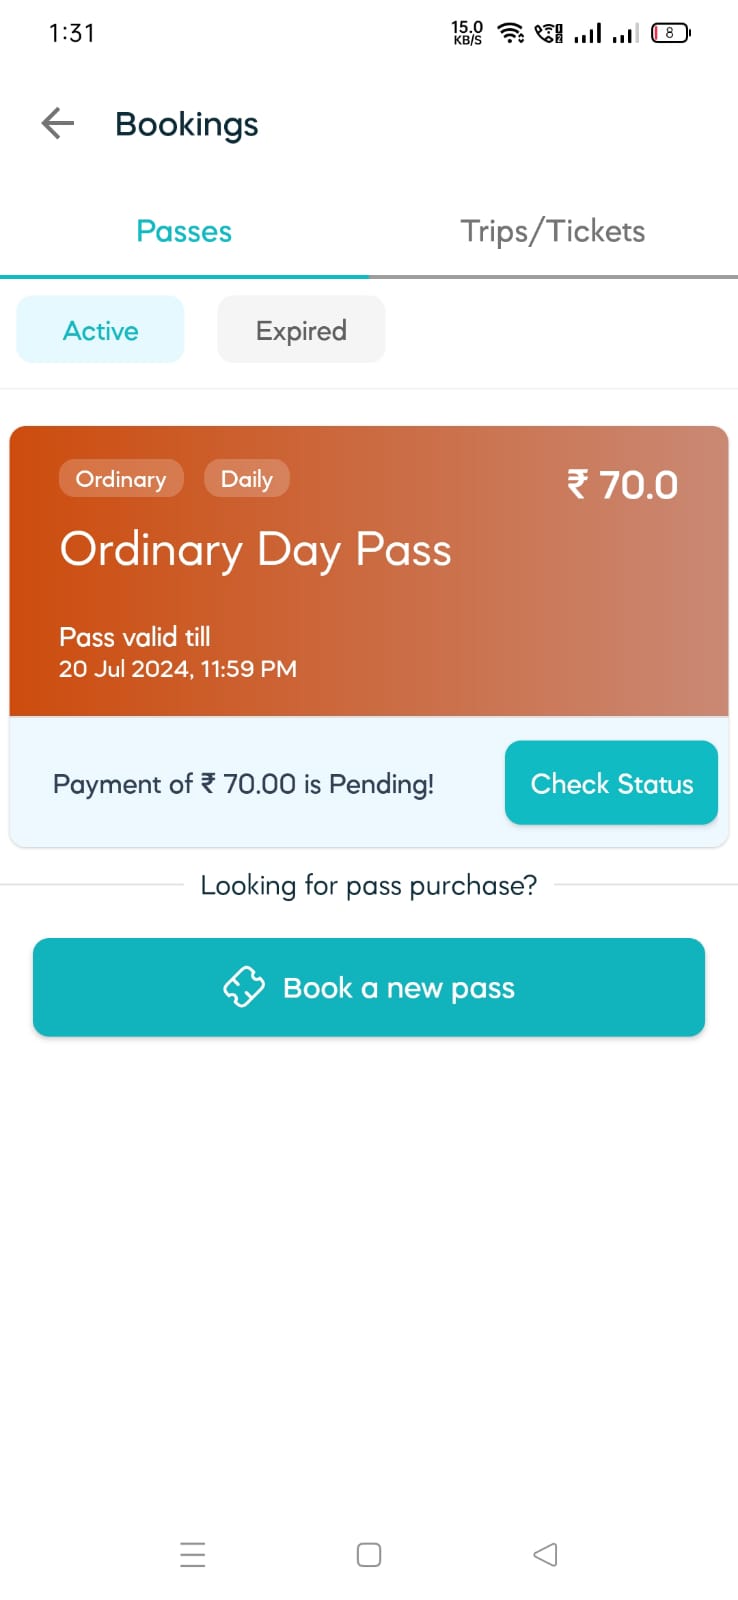 1:31
15.0
KB/S
8
Bookings
Passes
Trips/Tickets
Active
Expired
Ordinary
Daily
₹ 70.0
Ordinary Day Pass
Pass valid till
20 Jul 2024, 11:59 PM
Payment of ₹ 70.00 is Pending!
Check Status
Looking for pass purchase?
Book a new pass